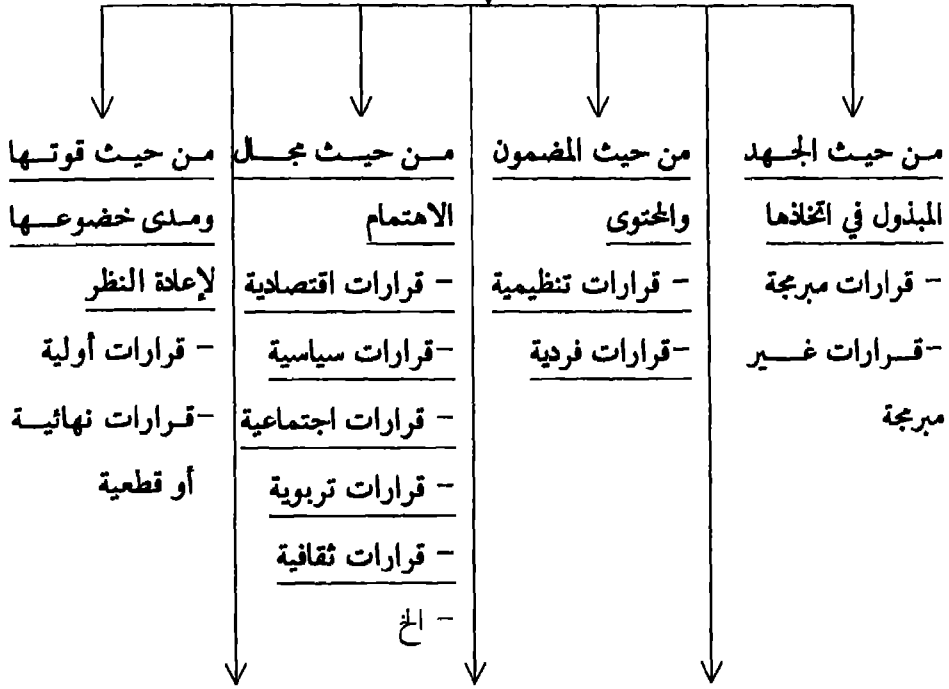 من حيث الجهد
المبذول في اتخاذها
- قرارات مبرمجة
-قرارات غير
مبرمجة
من حيث المضمون
والمحتوى
- قرارات تنظيمية
-قرارات فردية
من حيث مجال
الاهتمام
- قرارات اقتصادية
-قرارات سياسية
- قرارات اجتماعية
- قرارات تربوية
- قرارات ثقافية
- الخ
من حيث قوتها
ومدى خضوعها
لإعادة النظر
- قرارات أولية
-قرارات نهائية
أو قطعية